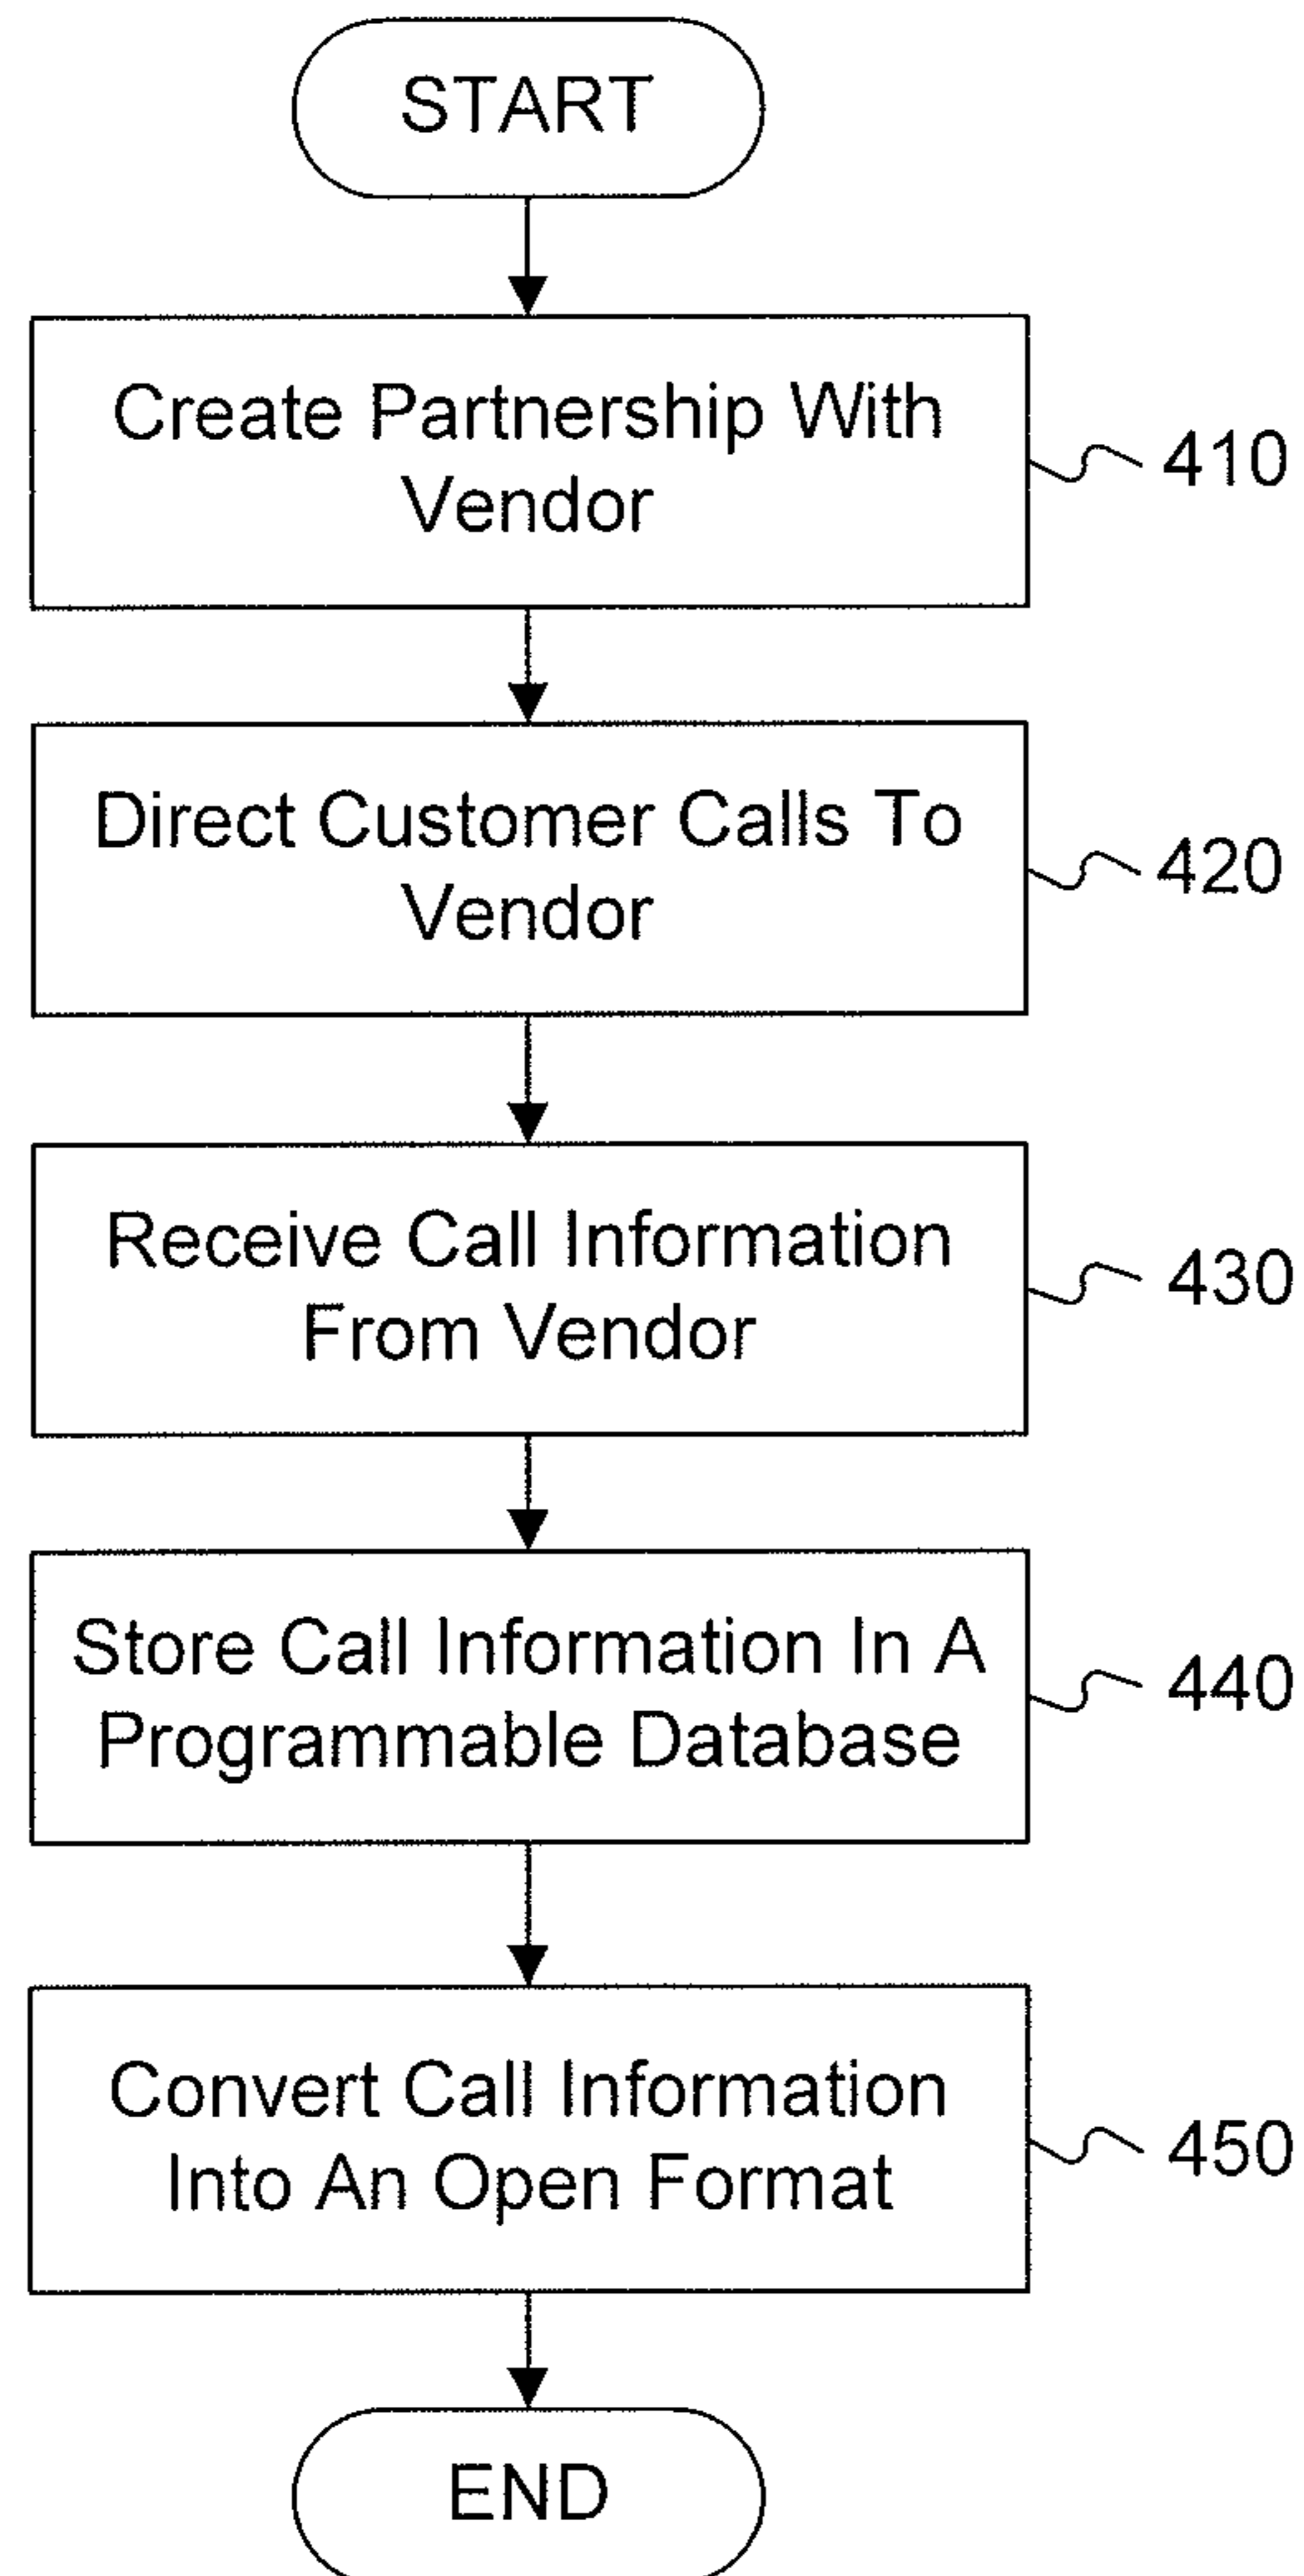 START
Create Partnership With
Vendor
410
Direct Customer Calls To
Vendor
420
Receive Call Information
From Vendor
430
Store Call Information In A
Programmable Database
440
Convert Call Information
Into An Open Format
450
END